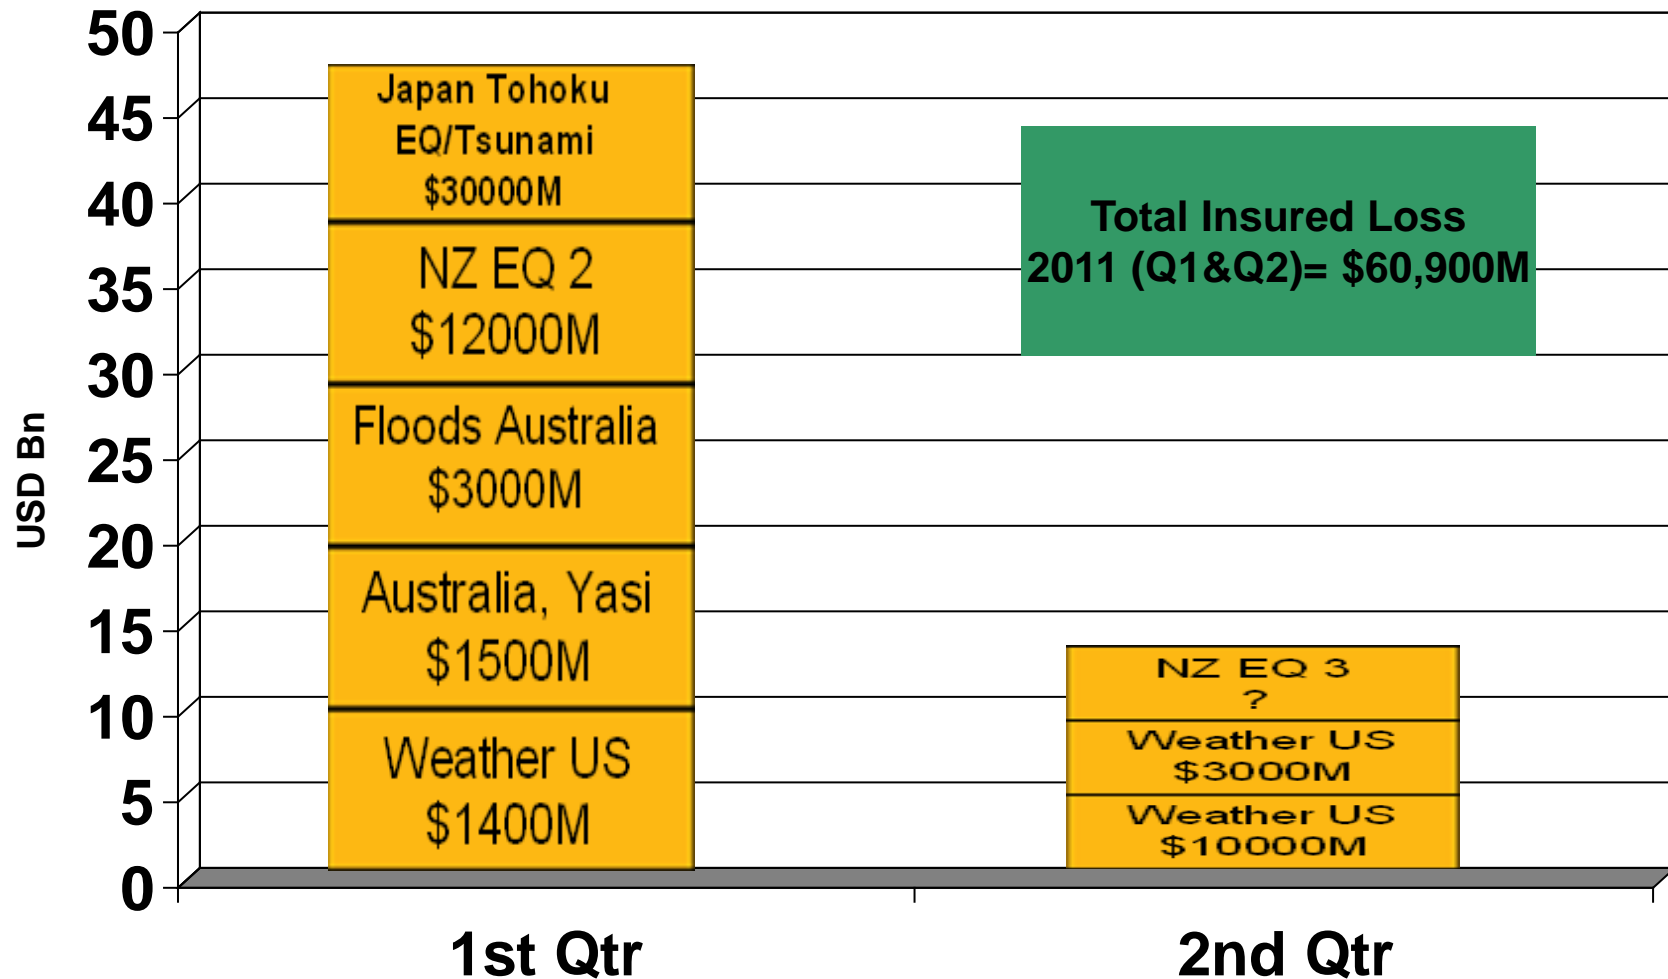 50
45
40
35
30
25
20
15
10
5
0
USD Bn
Japan Tohoku
EQ/Tsunami
$30000M
NZ EQ 2
$12000M
Floods Australia
$3000M
Australia, Yasi
$1500M
Weather US
$1400M
Total Insured Loss
2011 (Q1&Q2)= $60,900M
NZ EQ 3
?
Weather US
$3000M
Weather US
$10000M
1st Qtr
2nd Qtr